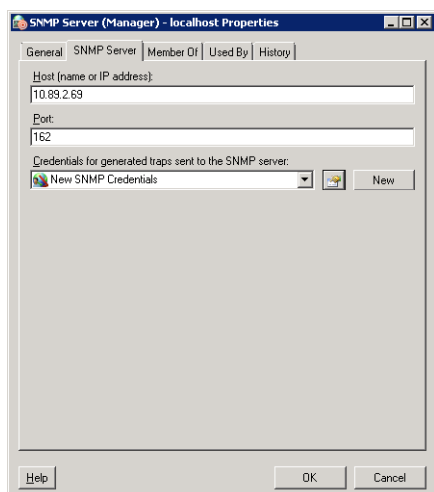 SNMP Server (Manager) - localhost Properties
General SNMP Server Member Of Used By History
Host (name or IP address):
10.89.2.69
Port:
162
Credentials for generated traps sent to the SNMP server:
New SNMP Credentials New
Help OK Cancel